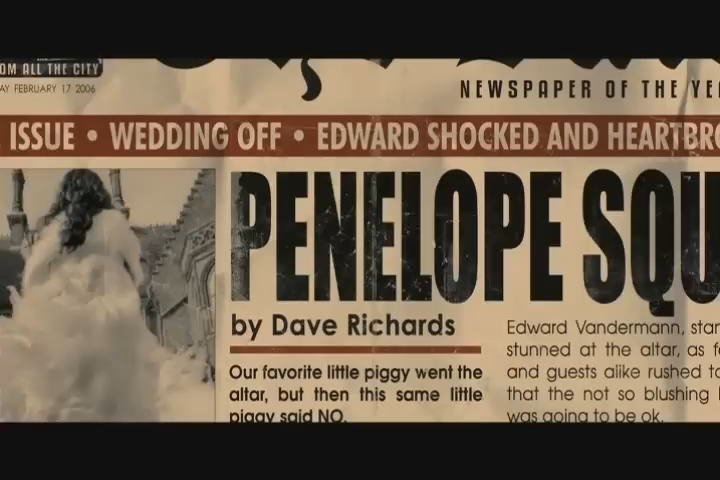 OM ALL THE CITY
AY FEBRUARY 17 2006
NEWSPAPER OF THE YE
ISSUE • WEDDING OFF • EDWARD SHOCKED AND HEARTBRO
PENELOPE SQU
by Dave Richards
Our favorite little piggy went the
altar, but then this same little
piggy said NO.
Edward Vandermann, stan
stunned at the altar, as f
and guests alike rushed to
that the not so blushing
was going to be ok.